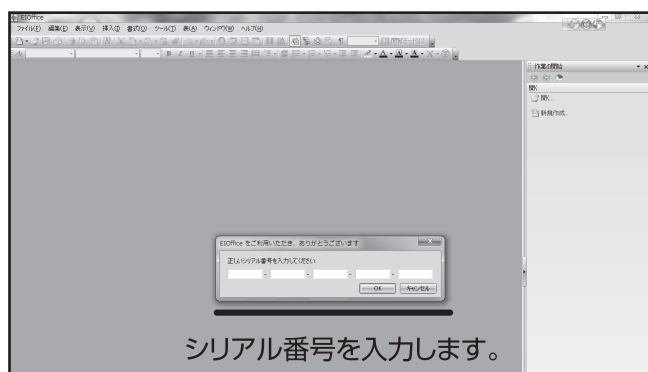 EIOffice
ファイル(F) 編集(E) 表示(V) 挿入(I) 書式(O) ツール(T) 表(A) ウィンドウ(W) ヘルプ(H)
作業の開始
開く
開く...
新規作成...
EIOffice をご利用いただき、ありがとうございます
正しいシリアル番号を入力してください
- - - -
OK キャンセル
シリアル番号を入力します。